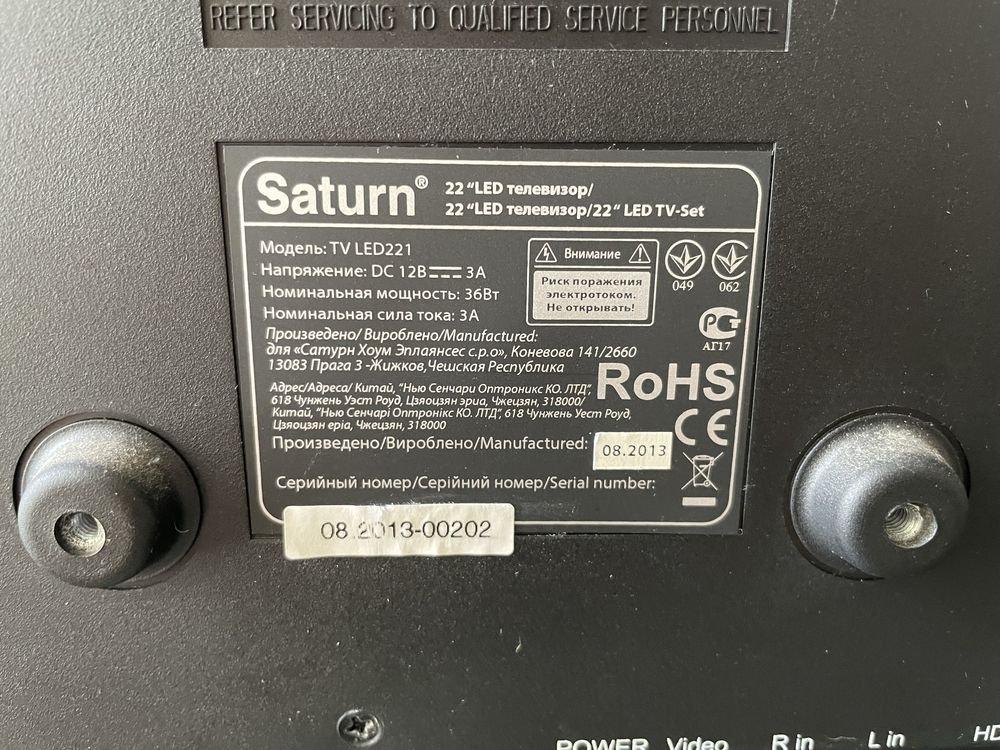 REFER SERVICING TO QUALIFIED SERVICE PERSONNEL
Saturn®
22 “LED телевизор/
22 “LED телевизор/22“ LED TV-Set
Модель: TV LED221
Напряжение: DC 12В 3А
Номинальная мощность: 36Вт
Номинальная сила тока: 3А
Внимание
Риск поражения
электротоком.
Не открывать!
049
062
АГ17
Произведено/ Вироблено/Manufactured:
для «Сатурн Хоум Эплаянсес с.р.о», Коневова 141/2660
13083 Прага 3 -Жижков,Чешская Республика
RoHS
CE
Адрес/Адреса/ Китай, “Нью Сенчари Оптроникс КО. ЛТД”,
618 Чунжень Уэст Роуд, Цзяоцзян эриа, Чжецзян, 318000/
Китай, “Нью Сенчарі Оптронікс КО. ЛТД”, 618 Чунжень Уест Роуд,
Цзяоцзян еріа, Чжецзян, 318000
Произведено/Вироблено/Manufactured:
08.2013
Серийный номер/Серійний номер/Serial number:
08.2013-00202
POWER Video R in L in HD